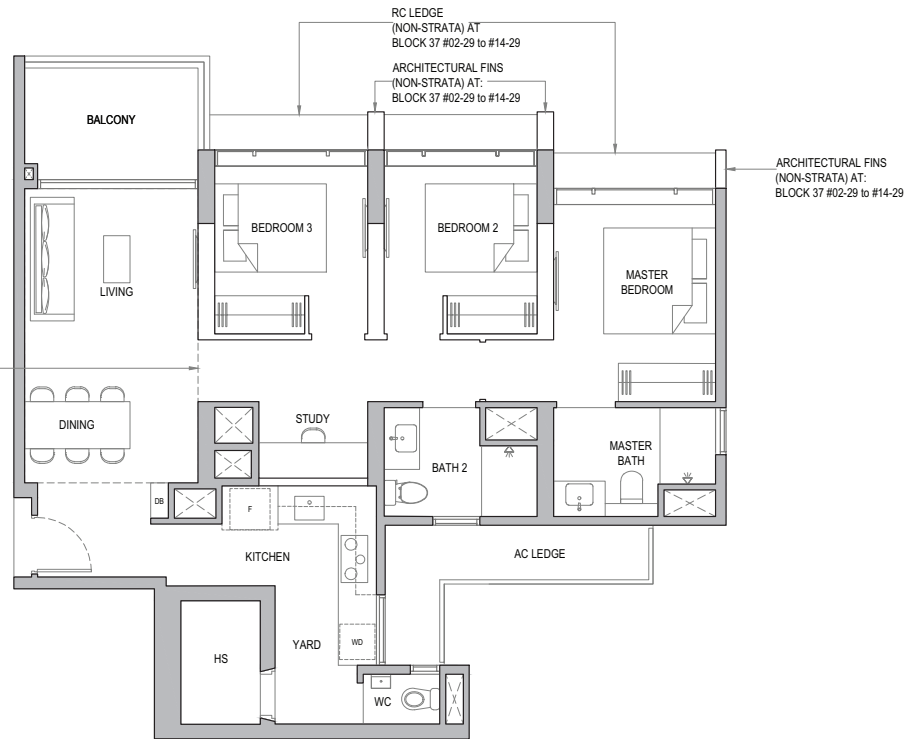 RC LEDGE
(NON-STRATA) AT
BLOCK 37 #02-29 to #14-29
ARCHITECTURAL FINS
(NON-STRATA) AT:
BLOCK 37 #02-29 to #14-29
BALCONY
ARCHITECTURAL FINS
(NON-STRATA) AT:
BLOCK 37 #02-29 to #14-29
BEDROOM 3
BEDROOM 2
LIVING
MASTER
BEDROOM
STUDY
DINING
BATH 2
MASTER
BATH
DB
F
KITCHEN
AC LEDGE
HS
YARD
WD
WC